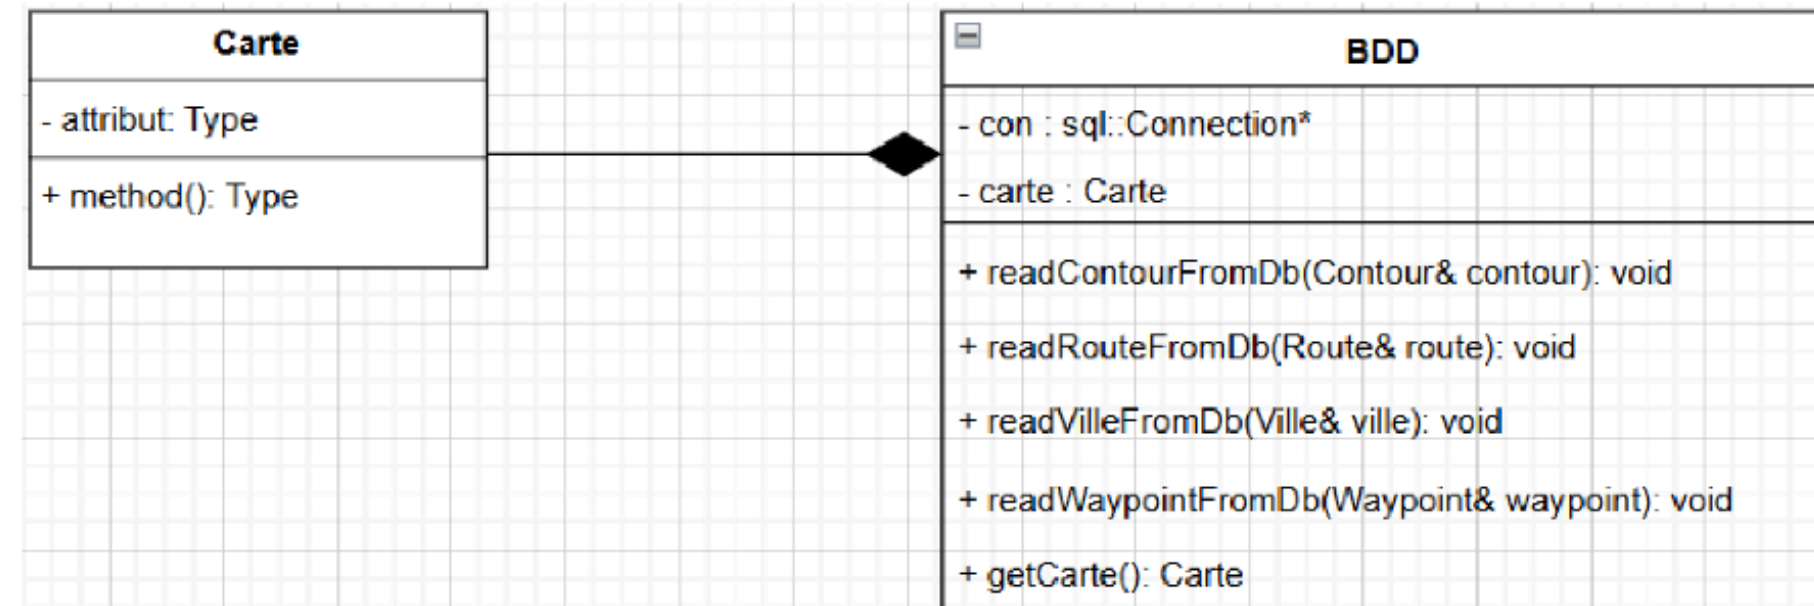 Carte
- attribut: Type
+ method(): Type
BDD
- con : sql::Connection*
- carte : Carte
+ readContourFromDb(Contour& contour): void
+ readRouteFromDb(Route& route): void
+ readVilleFromDb(Ville& ville): void
+ readWaypointFromDb(Waypoint& waypoint): void
+ getCarte(): Carte